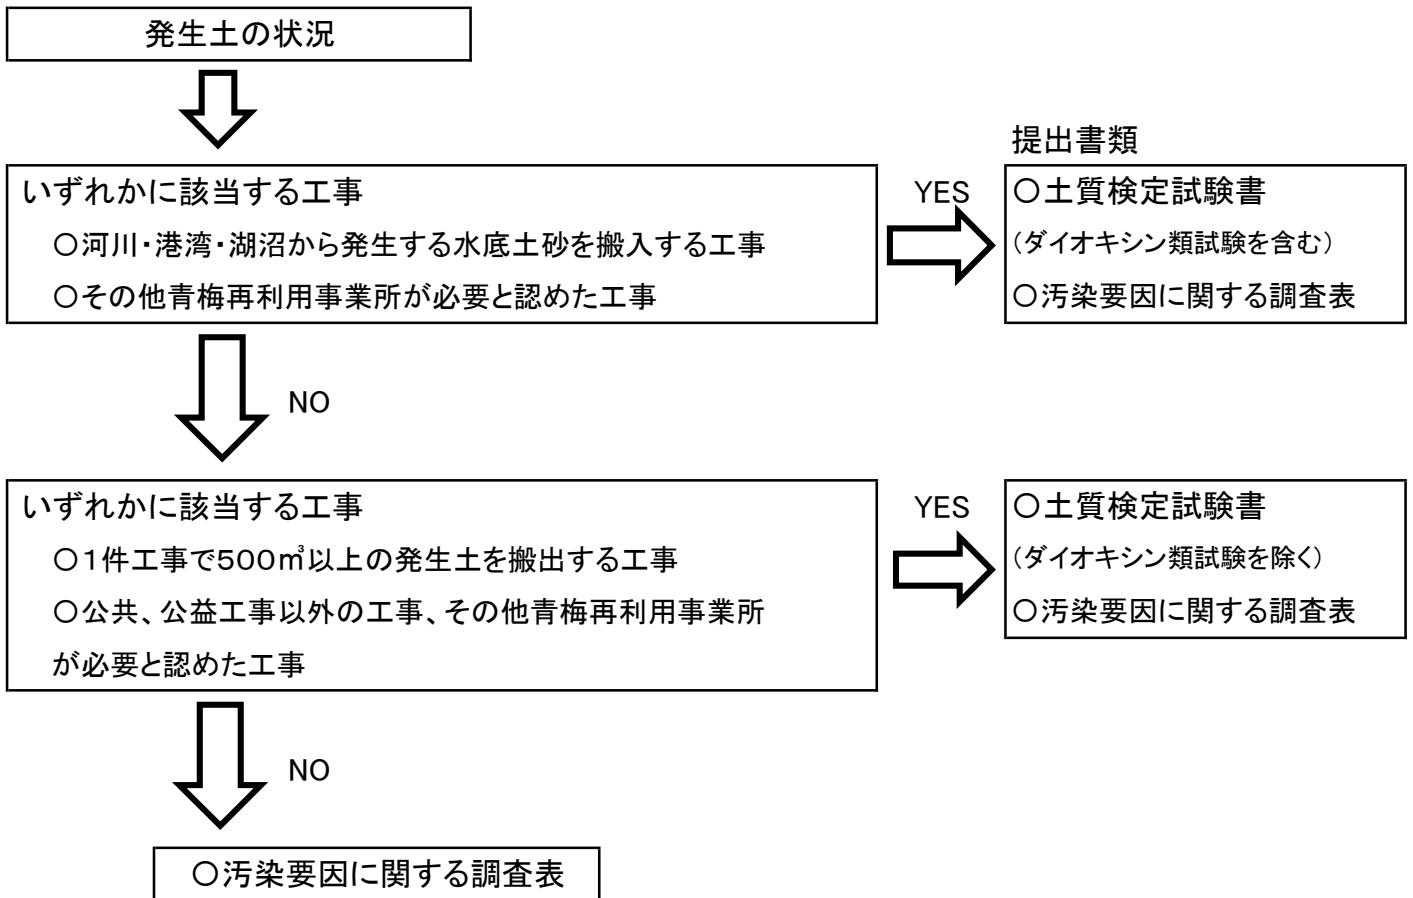 発生土の状況
提出書類
いずれかに該当する工事
○河川・港湾・湖沼から発生する水底土砂を搬入する工事
○その他青梅再利用事業所が必要と認めた工事
YES
○土質検定試験書
(ダイオキシン類試験を含む)
○汚染要因に関する調査表
NO
いずれかに該当する工事
○1件工事で500㎥以上の発生土を搬出する工事
○公共、公益工事以外の工事、その他青梅再利用事業所
が必要と認めた工事
YES
○土質検定試験書
(ダイオキシン類試験を除く)
○汚染要因に関する調査表
NO
○汚染要因に関する調査表